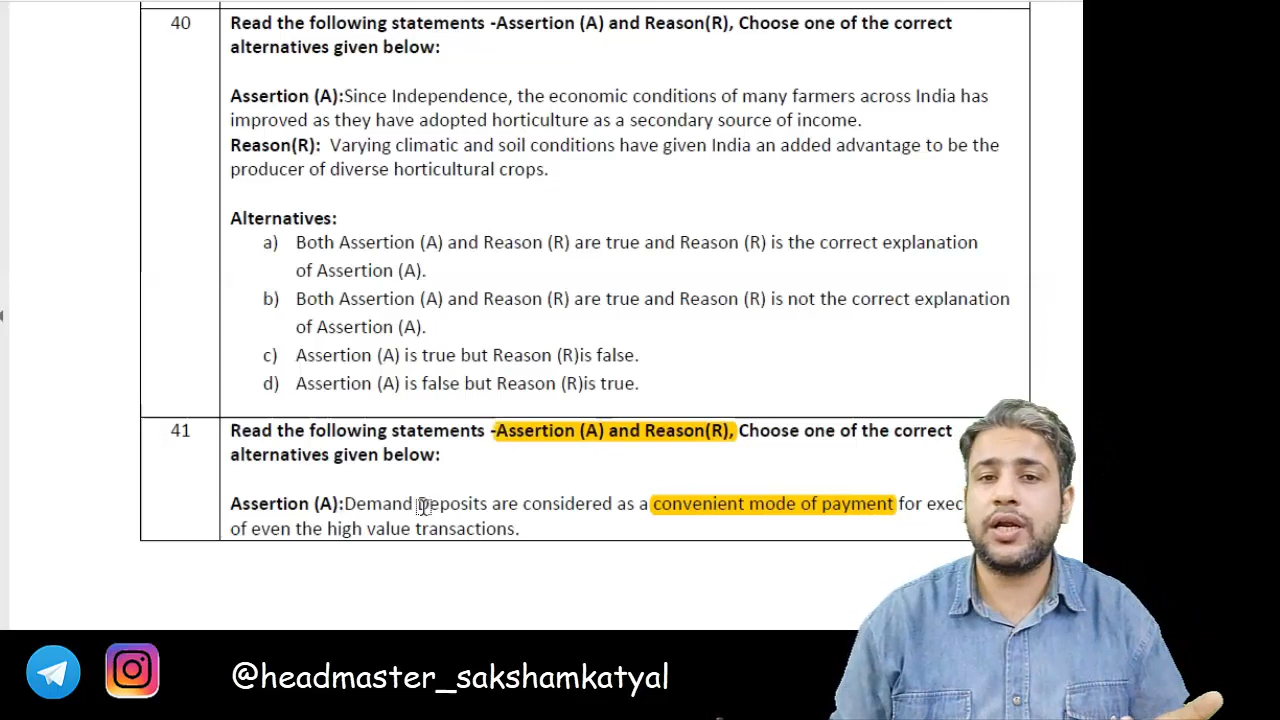 40
Read the following statements -Assertion (A) and Reason(R), Choose one of the correct
alternatives given below:
Assertion (A):Since Independence, the economic conditions of many farmers across India has
improved as they have adopted horticulture as a secondary source of income.
Reason(R): Varying climatic and soil conditions have given India an added advantage to be the
producer of diverse horticultural crops.
Alternatives:
a) Both Assertion (A) and Reason (R) are true and Reason (R) is the correct explanation
of Assertion (A).
b) Both Assertion (A) and Reason (R) are true and Reason (R) is not the correct explanation
of Assertion (A).
c) Assertion (A) is true but Reason (R)is false.
d) Assertion (A) is false but Reason (R)is true.
41
Read the following statements -Assertion (A) and Reason(R), Choose one of the correct
alternatives given below:
Assertion (A):Demand Deposits are considered as a convenient mode of payment for
of even the high value transactions.
@headmaster_sakshamkatyal